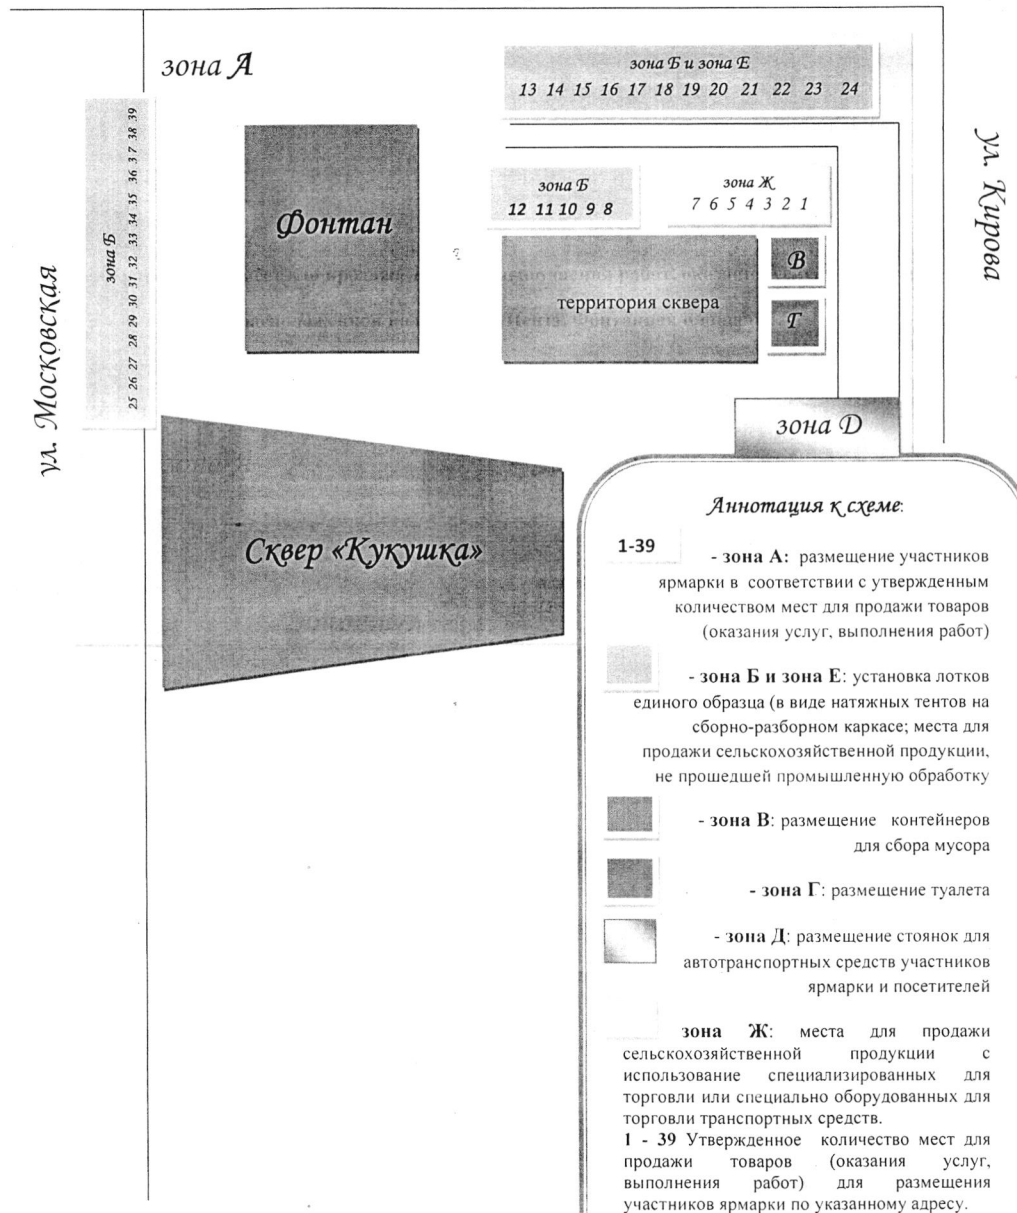 зона А
зона Б и зона Е
13 14 15 16 17 18 19 20 21 22 23 24
зона Б
25 26 27 28 29 30 31 32 33 34 35 36 37 38 39
ул. Московская
ул. Кирова
Фонтан
зона Б
12 11 10 9 8
зона Ж
7 6 5 4 3 2 1
территория сквера
В
Г
зона D
Сквер «Кукушка»
Аннотация к схеме:
1-39
- зона А: размещение участников
ярмарки в соответствии с утвержденным
количеством мест для продажи товаров
(оказания услуг, выполнения работ)
- зона Б и зона Е: установка лотков
единого образца (в виде натяжных тентов на
сборно-разборном каркасе; места для
продажи сельскохозяйственной продукции,
не прошедшей промышленную обработку
- зона В: размещение контейнеров
для сбора мусора
- зона Г: размещение туалета
- зона Д: размещение стоянок для
автотранспортных средств участников
ярмарки и посетителей
зона Ж: места для продажи
сельскохозяйственной продукции с
использование специализированных для
торговли или специально оборудованных для
торговли транспортных средств.
1 - 39 Утвержденное количество мест для
продажи товаров (оказания услуг,
выполнения работ) для размещения
участников ярмарки по указанному адресу.